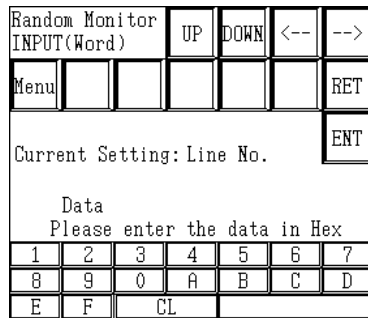 Random Monitor
INPUT(Word)
UP DOWN <-- -->
Menu RET
ENT
Current Setting: Line No.
Data
Please enter the data in Hex
1 2 3 4 5 6 7
8 9 0 A B C D
E F CL